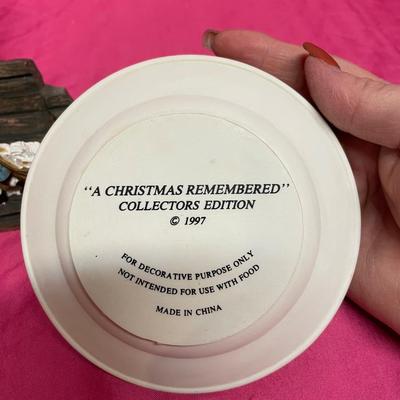 "A CHRISTMAS REMEMBERED"
COLLECTORS EDITION
© 1997
FOR DECORATIVE PURPOSE ONLY
NOT INTENDED FOR USE WITH FOOD
MADE IN CHINA